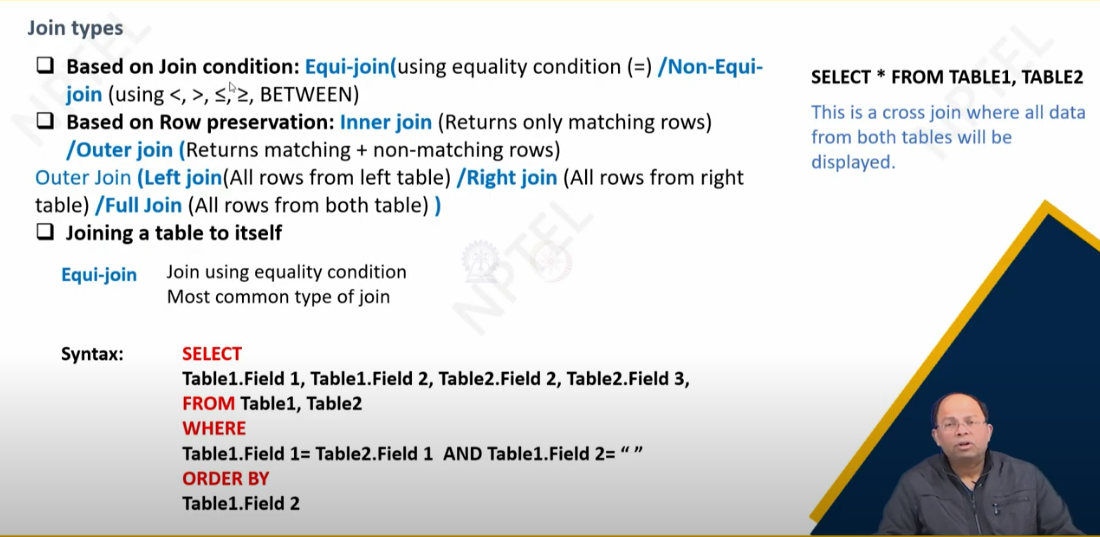 Join types
❑ Based on Join condition: Equi-join(using equality condition (=) /Non-Equi-
join (using <, >, ≤, ≥, BETWEEN)
❑ Based on Row preservation: Inner join (Returns only matching rows)
/Outer join (Returns matching + non-matching rows)
Outer Join (Left join(All rows from left table) /Right join (All rows from right
table) /Full Join (All rows from both table) )
❑ Joining a table to itself
Equi-join Join using equality condition
Most common type of join
Syntax: SELECT
Table1.Field 1, Table1.Field 2, Table2.Field 2, Table2.Field 3,
FROM Table1, Table2
WHERE
Table1.Field 1= Table2.Field 1 AND Table1.Field 2= “ ”
ORDER BY
Table1.Field 2
SELECT * FROM TABLE1, TABLE2
This is a cross join where all data
from both tables will be
displayed.
NPTEL
NPTEL
NPTEL